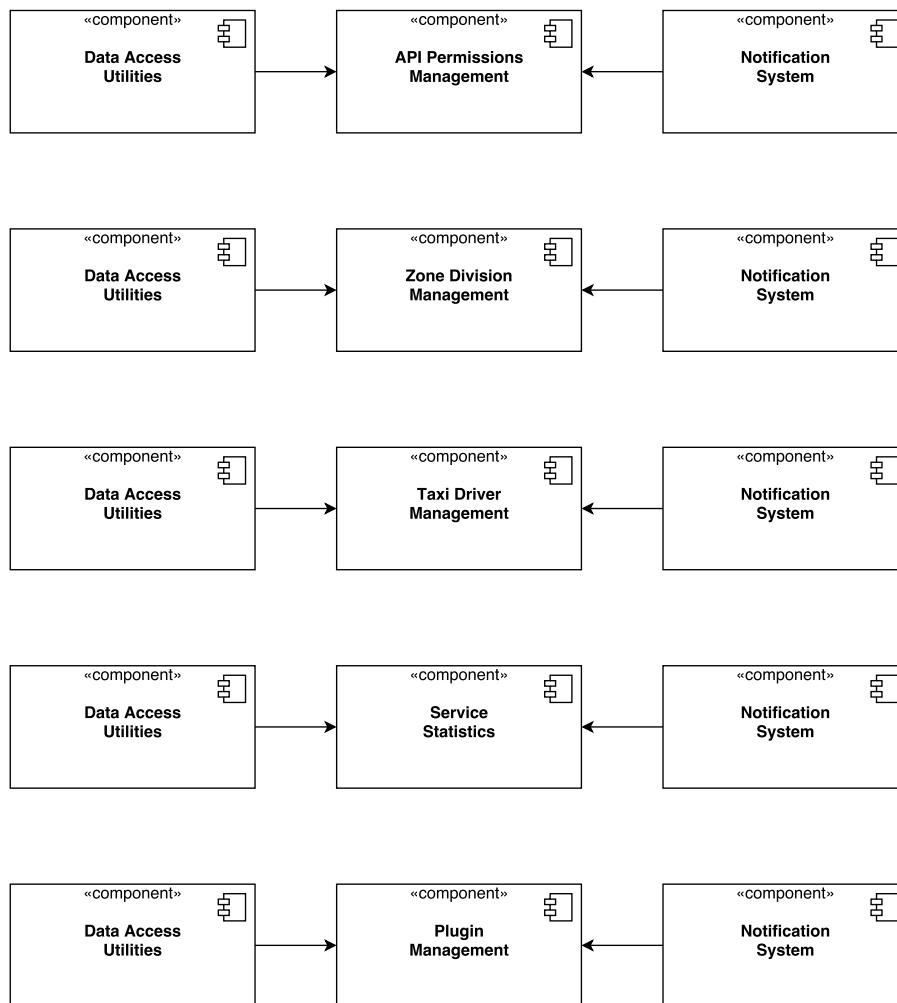 «component»
Data Access
Utilities
«component»
API Permissions
Management
«component»
Notification
System
«component»
Data Access
Utilities
«component»
Zone Division
Management
«component»
Notification
System
«component»
Data Access
Utilities
«component»
Taxi Driver
Management
«component»
Notification
System
«component»
Data Access
Utilities
«component»
Service
Statistics
«component»
Notification
System
«component»
Data Access
Utilities
«component»
Plugin
Management
«component»
Notification
System